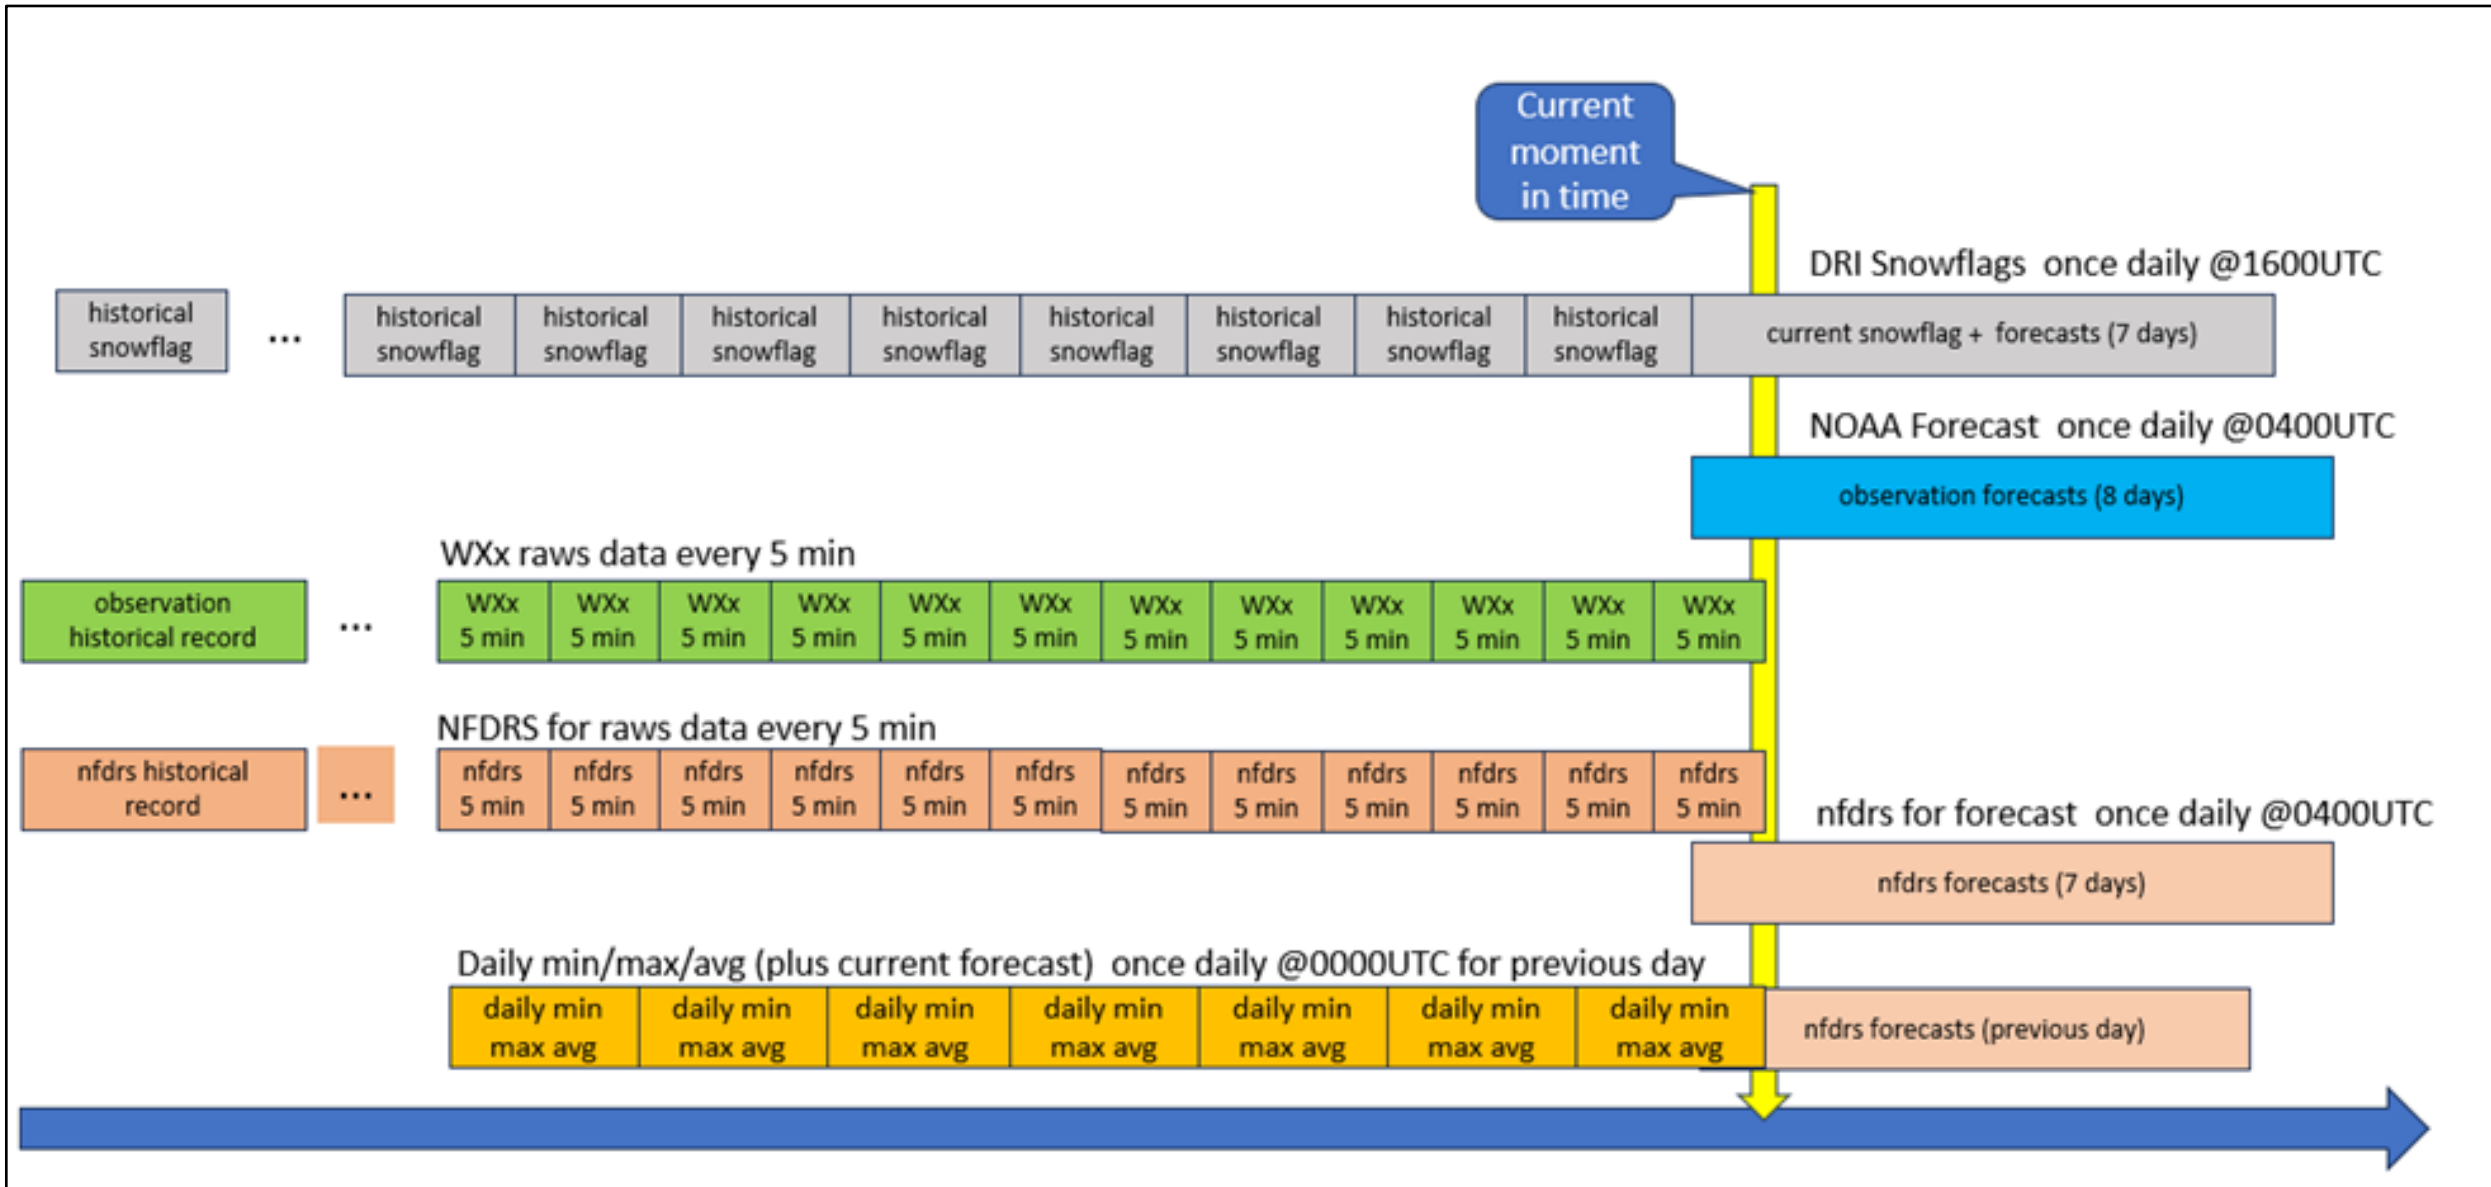 Current
moment
in time
DRI Snowflags once daily @1600UTC
historical
snowflag
...
historical
snowflag
historical
snowflag
historical
snowflag
historical
snowflag
historical
snowflag
historical
snowflag
historical
snowflag
historical
snowflag
current snowflag + forecasts (7 days)
NOAA Forecast once daily @0400UTC
observation forecasts (8 days)
WXx raws data every 5 min
observation
historical record
...
WXx
5 min
WXx
5 min
WXx
5 min
WXx
5 min
WXx
5 min
WXx
5 min
WXx
5 min
WXx
5 min
WXx
5 min
WXx
5 min
WXx
5 min
WXx
5 min
NFDRS for raws data every 5 min
nfdrs historical
record
...
nfdrs
5 min
nfdrs
5 min
nfdrs
5 min
nfdrs
5 min
nfdrs
5 min
nfdrs
5 min
nfdrs
5 min
nfdrs
5 min
nfdrs
5 min
nfdrs
5 min
nfdrs
5 min
nfdrs
5 min
nfdrs for forecast once daily @0400UTC
nfdrs forecasts (7 days)
Daily min/max/avg (plus current forecast) once daily @0000UTC for previous day
daily min
max avg
daily min
max avg
daily min
max avg
daily min
max avg
daily min
max avg
daily min
max avg
daily min
max avg
nfdrs forecasts (previous day)